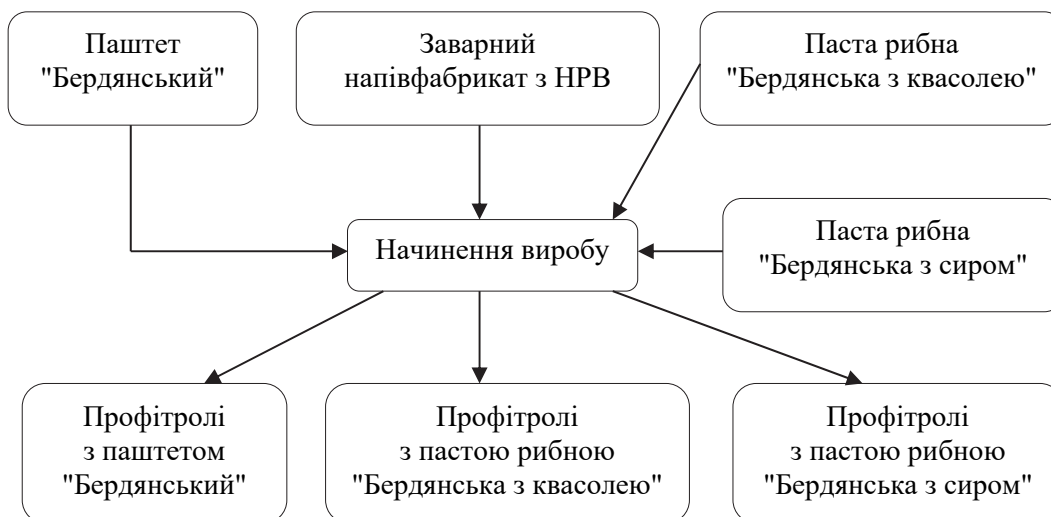 Паштет
"Бердянський"
Заварний
напівфабрикат з НРВ
Паста рибна
"Бердянська з квасолею"
Начинення виробу
Паста рибна
"Бердянська з сиром"
Профітролі
з паштетом
"Бердянський"
Профітролі
з пастою рибною
"Бердянська з квасолею"
Профітролі
з пастою рибною
"Бердянська з сиром"